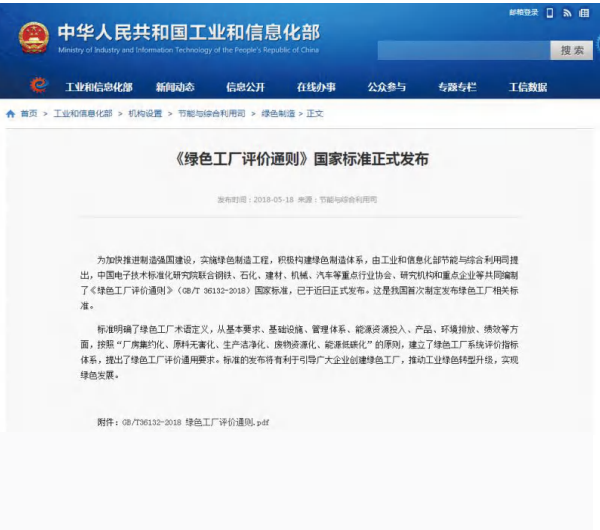 邮箱登录
中华人民共和国工业和信息化部
Ministry of Industry and Information Technology of the People's Republic of China
搜索
工业和信息化部 新闻动态 信息公开 在线办事 公众参与 专题专栏 工信数据
首页 > 工业和信息化部 > 机构设置 > 节能与综合利用司 > 绿色制造 > 正文
《绿色工厂评价通则》国家标准正式发布
发布时间：2018-05-18 来源：节能与综合利用司
为加快推进制造强国建设，实施绿色制造工程，积极构建绿色制造体系，由工业和信息化部节能与综合利用司提
出，中国电子技术标准化研究院联合钢铁、石化、建材、机械、汽车等重点行业协会、研究机构和重点企业等共同编制
了《绿色工厂评价通则》（GB/T 36132-2018）国家标准，已于近日正式发布。这是我国首次制定发布绿色工厂相关标
准。
标准明确了绿色工厂术语定义，从基本要求、基础设施、管理体系、能源资源投入、产品、环境排放、绩效等方
面，按照“厂房集约化、原料无害化、生产洁净化、废物资源化、能源低碳化”的原则，建立了绿色工厂系统评价指标
体系，提出了绿色工厂评价通用要求。标准的发布将有利于引导广大企业创建绿色工厂，推动工业绿色转型升级，实现
绿色发展。
附件：GB/T36132-2018 绿色工厂评价通则.pdf